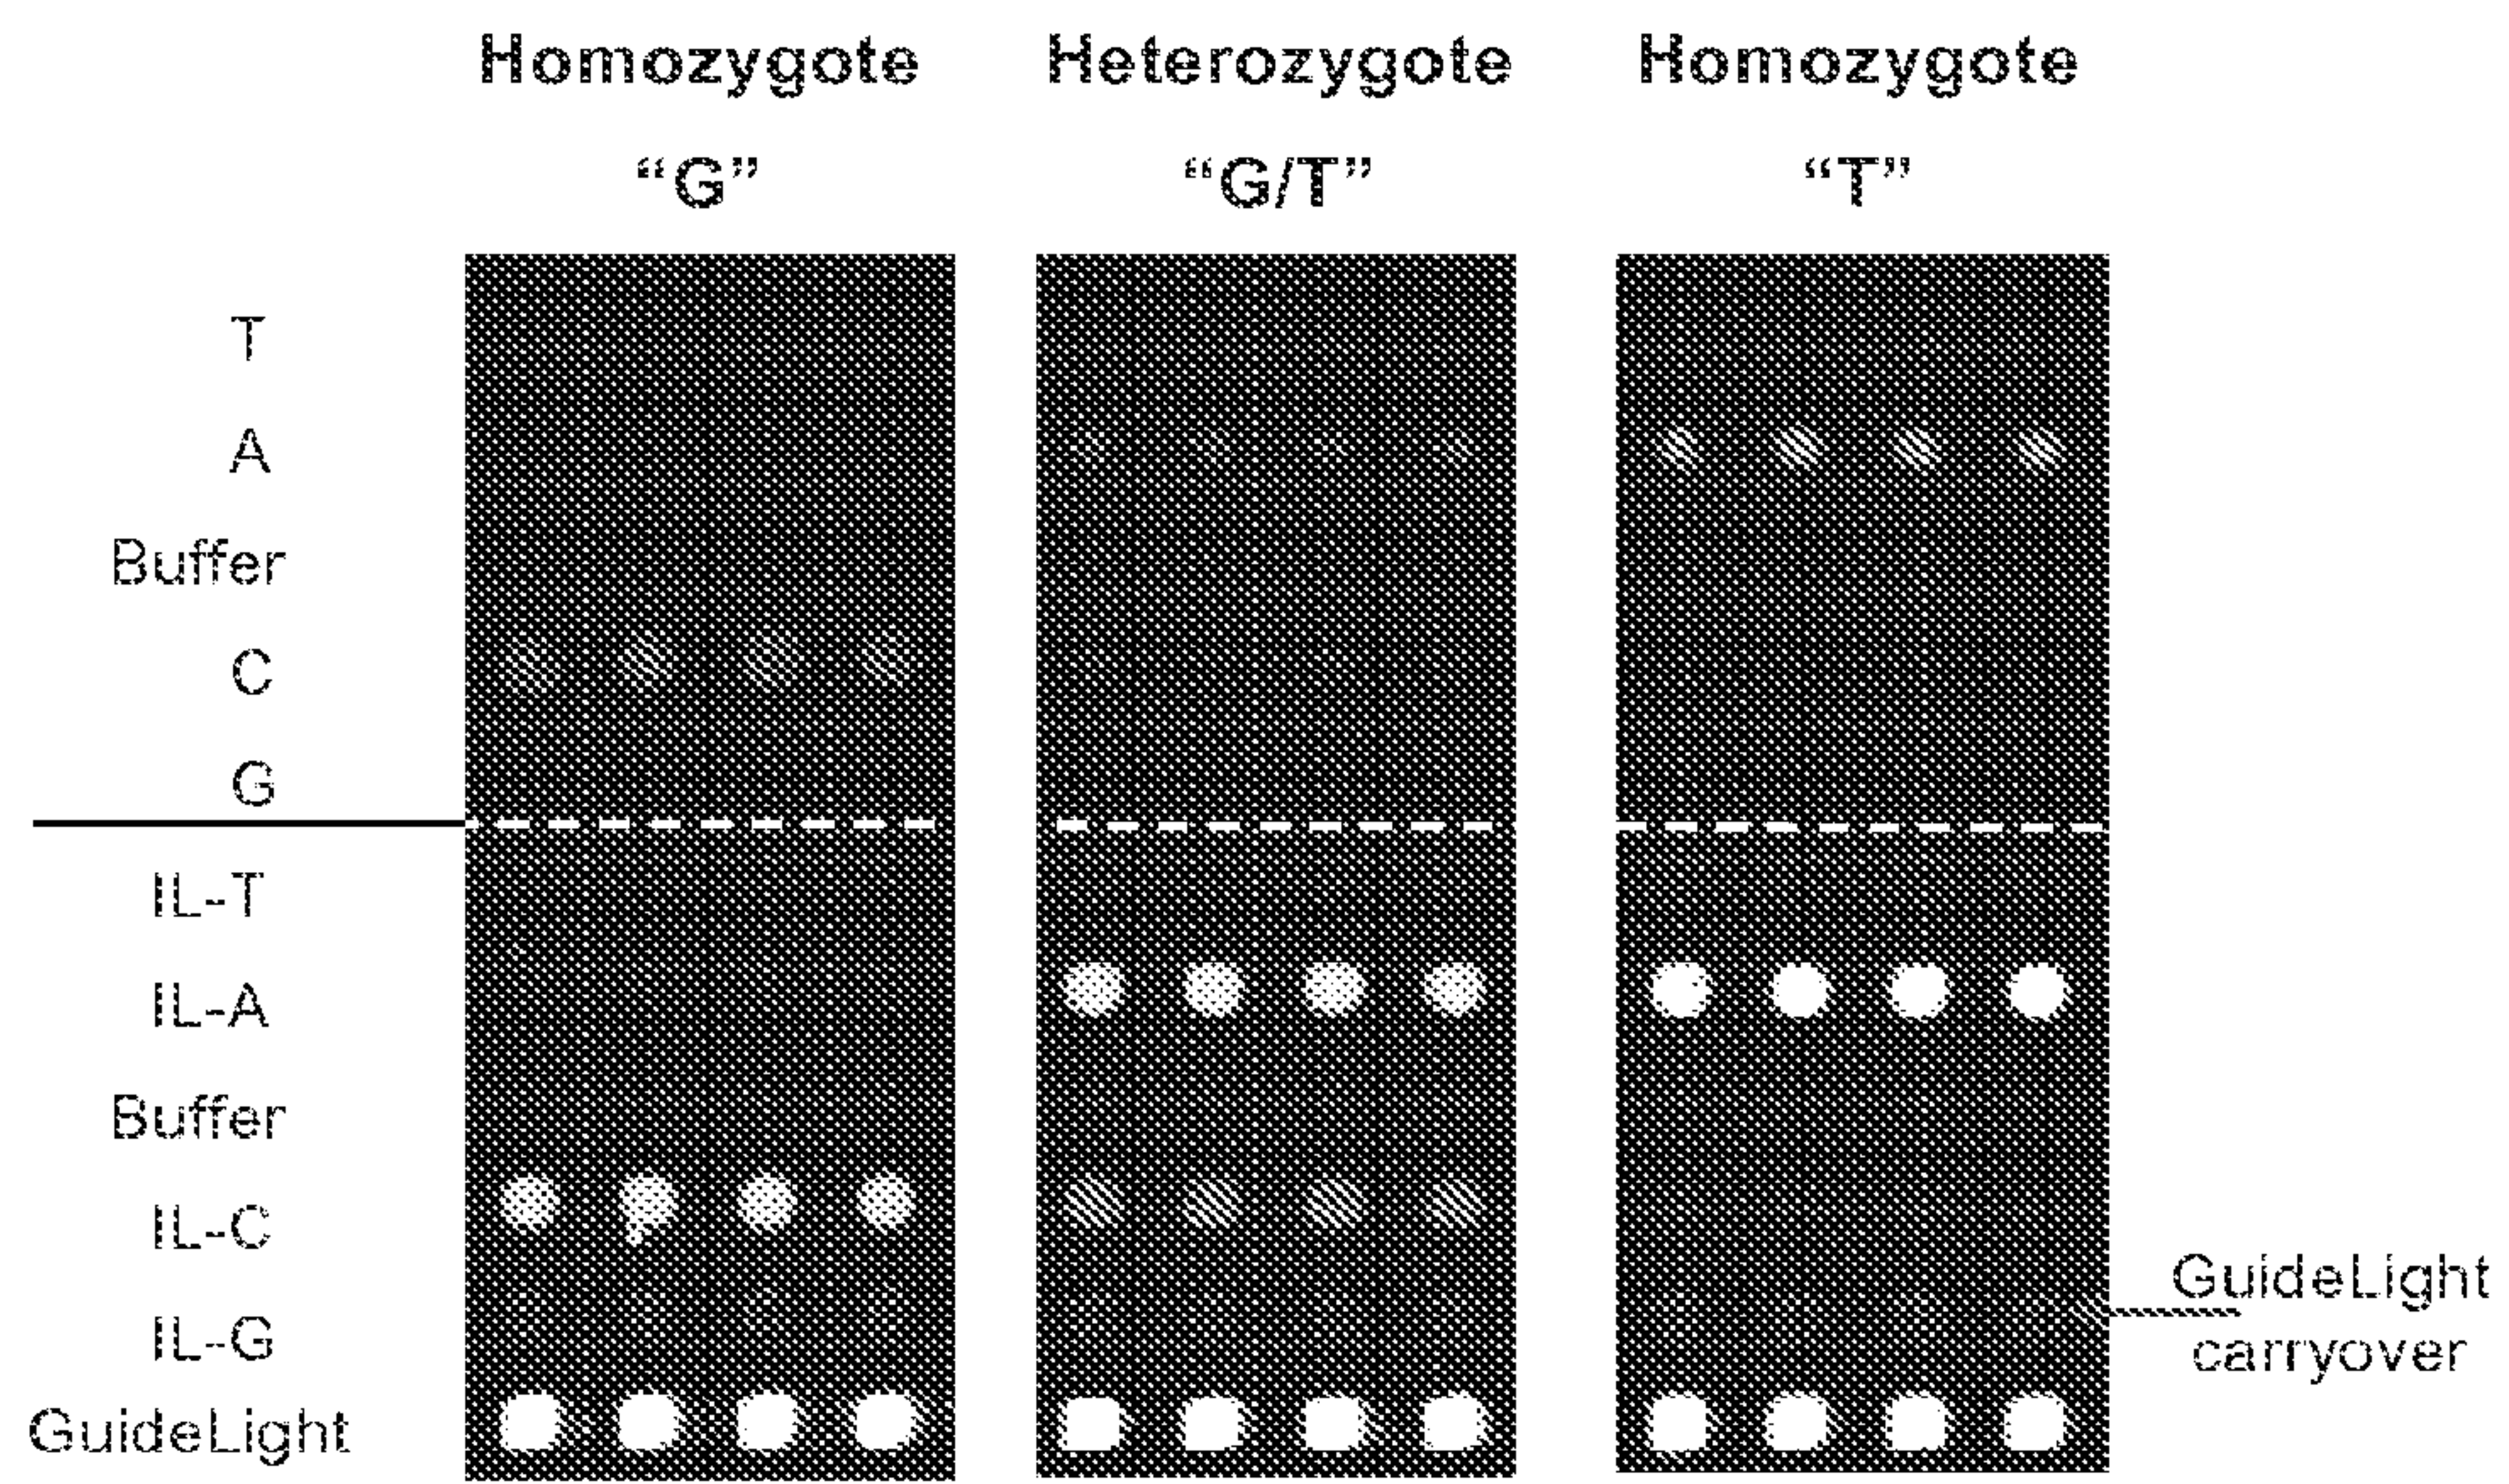 Homozygote Heterozygote Homozygote
“G” “G/T” “T”
T
A
Buffer
C
G
IL-T
IL-A
Buffer
IL-C
IL-G
GuideLight
GuideLight
carryover